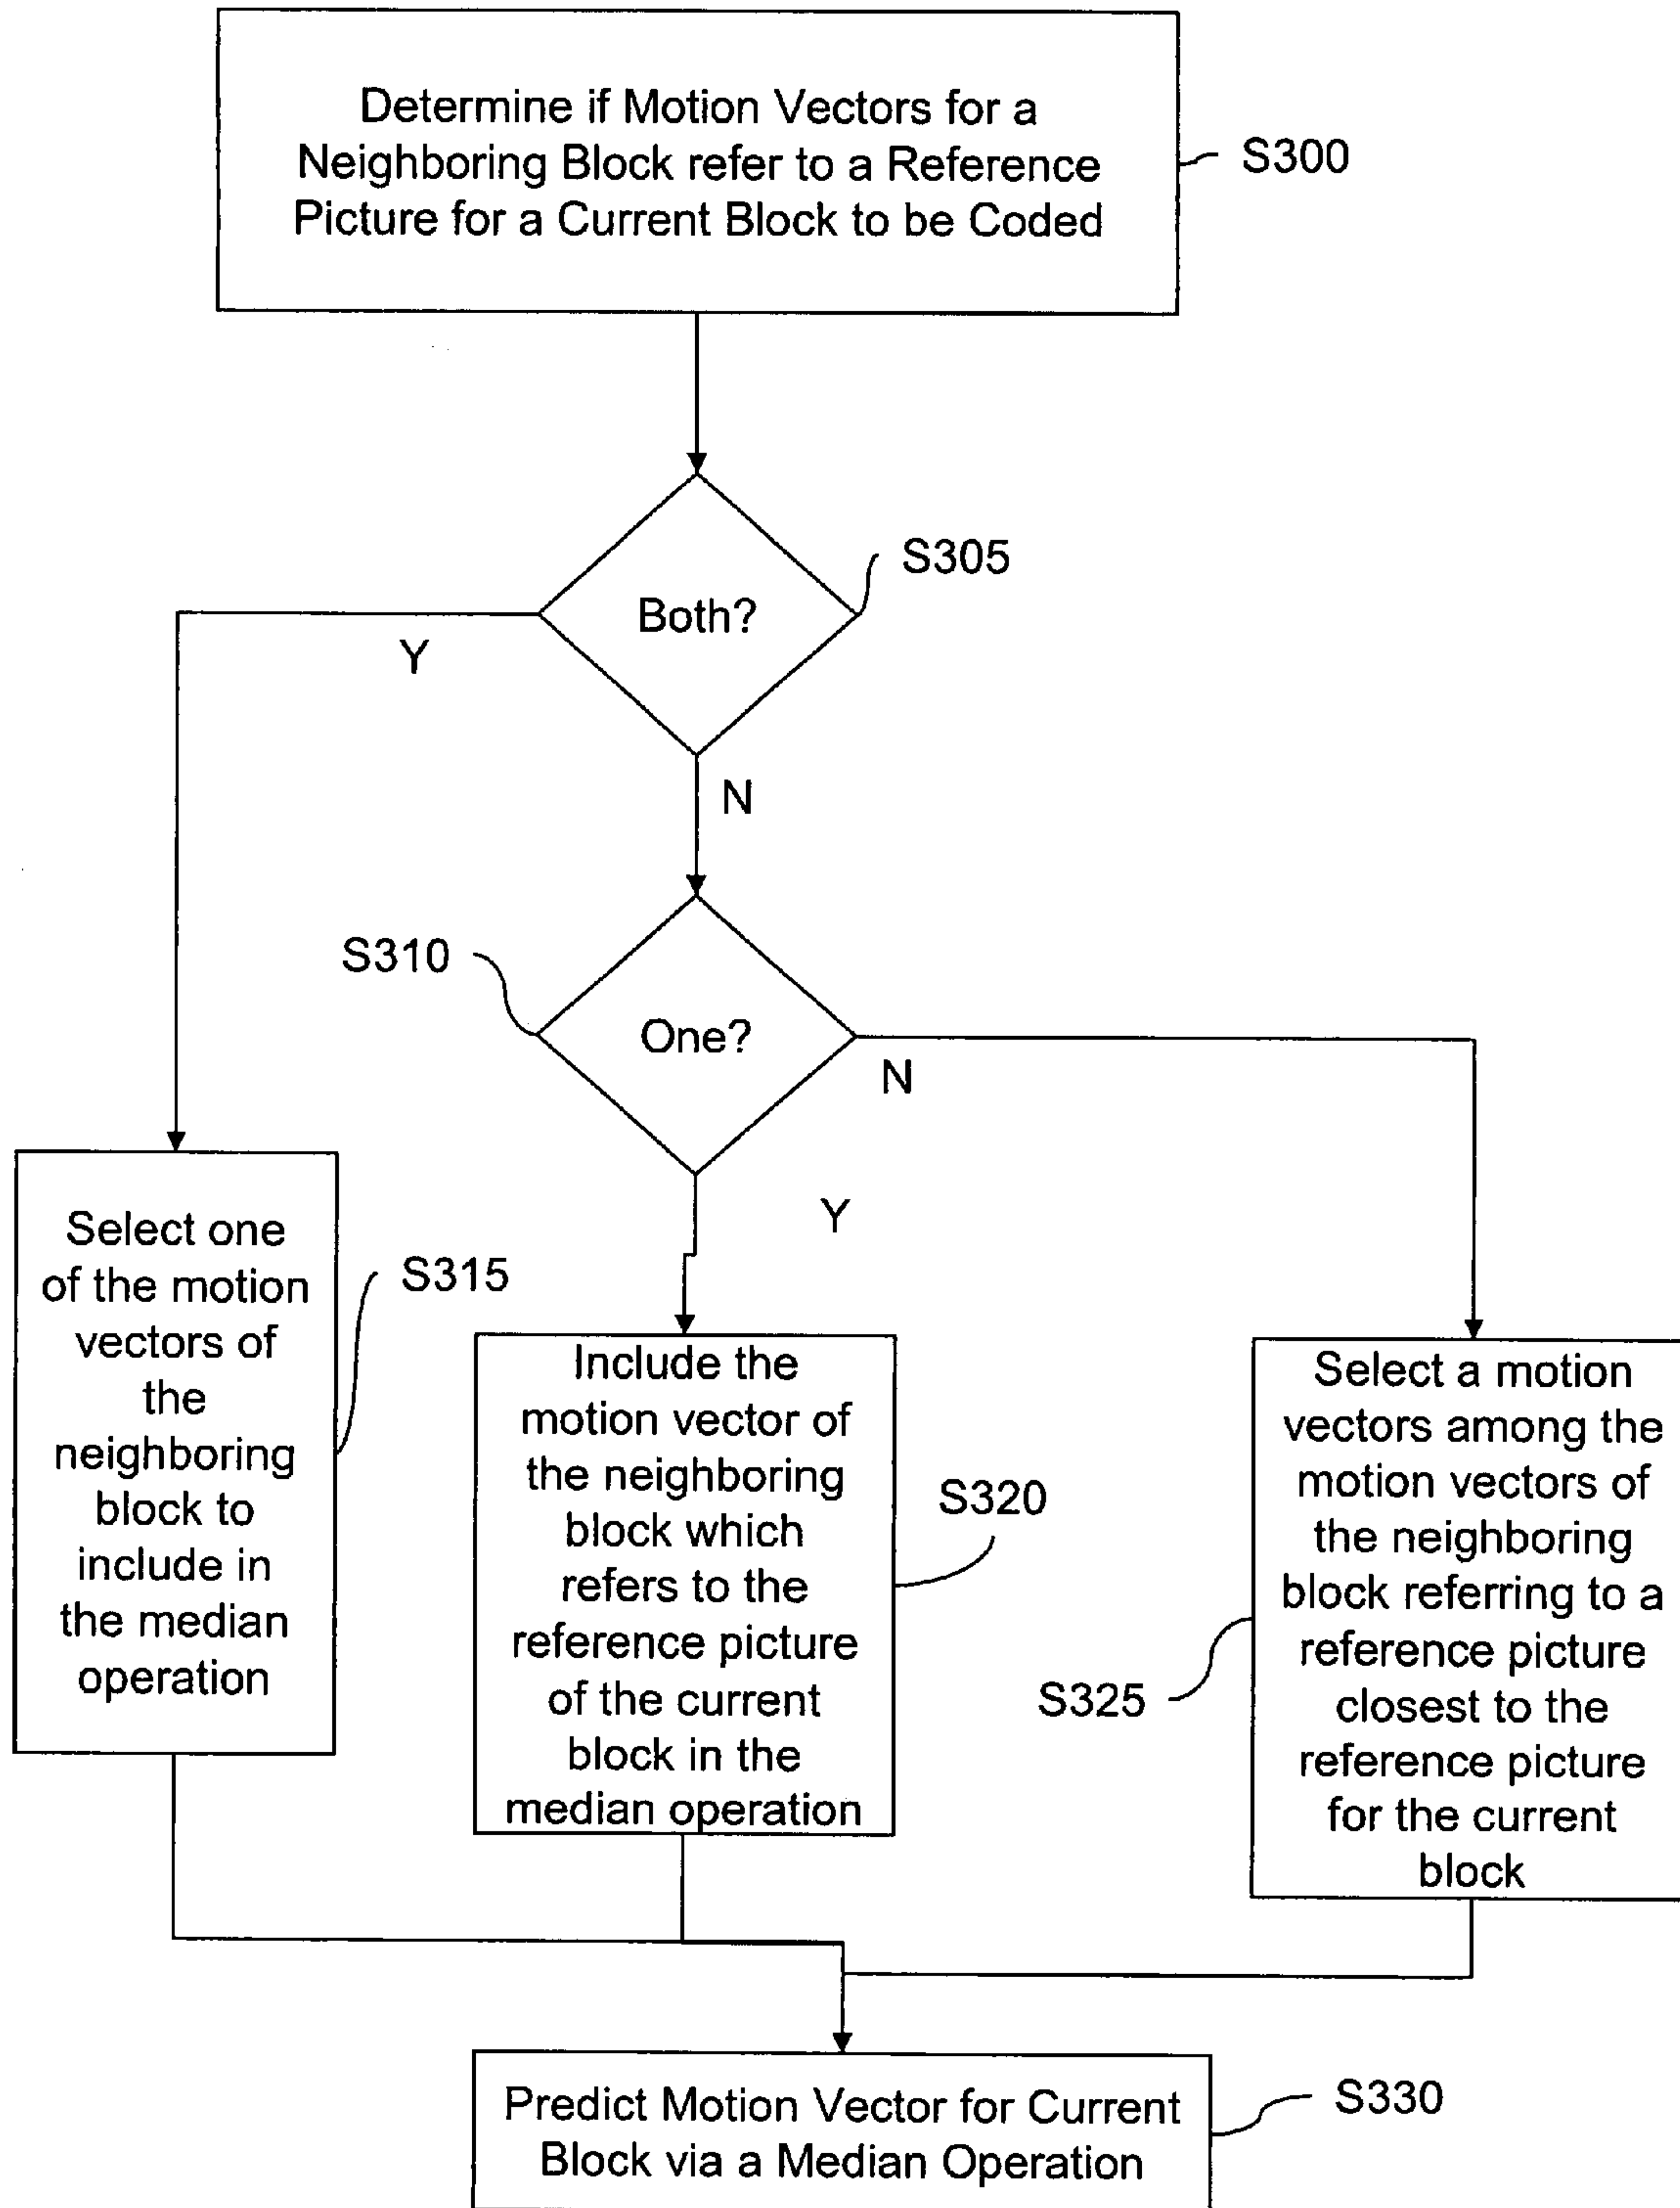 Determine if Motion Vectors for a
Neighboring Block refer to a Reference
Picture for a Current Block to be Coded
S300
Both?
S305
Y
N
S310
One?
N
Y
Select one
of the motion
vectors of
the
neighboring
block to
include in
the median
operation
S315
Include the
motion vector of
the neighboring
block which
refers to the
reference picture
of the current
block in the
median operation
S320
Select a motion
vectors among the
motion vectors of
the neighboring
block referring to a
reference picture
closest to the
reference picture
for the current
block
S325
Predict Motion Vector for Current
Block via a Median Operation
S330